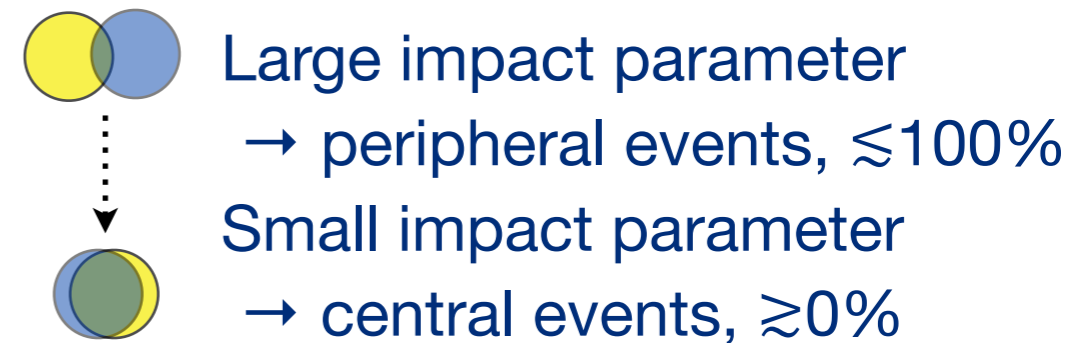 Large impact parameter
→ peripheral events, ≲100%
Small impact parameter
→ central events, ≳0%